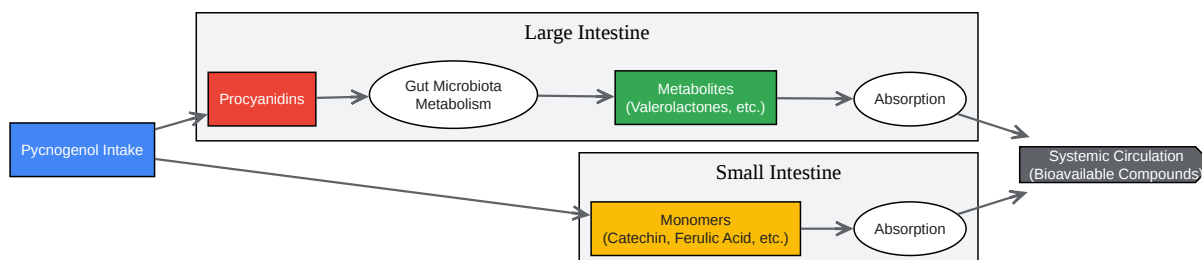 Large Intestine
Procyanidins
Gut Microbiota
Metabolism
Metabolites
(Valerolactones, etc.)
Absorption
Pycnogenol Intake
Systemic Circulation
(Bioavailable Compounds)
Small Intestine
Monomers
(Catechin, Ferulic Acid, etc.)
Absorption